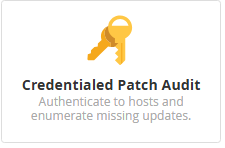 Credentialed Patch Audit
Authenticate to hosts and
enumerate missing updates.